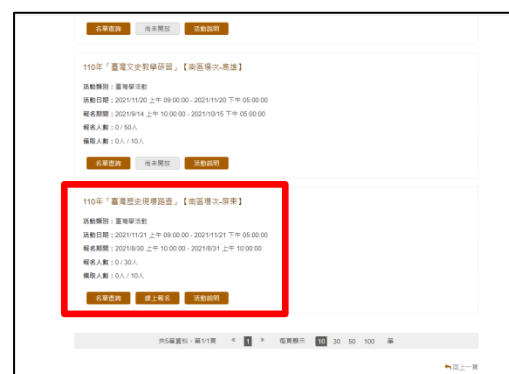 名單查詢 尚未開放 活動說明
110年「臺灣文史教學研習」【南區場次-高雄】
活動類別：臺灣學活動
活動日期：2021/11/20 上午 09:00:00 - 2021/11/20 下午 05:00:00
報名期間：2021/9/14 上午 10:00:00 - 2021/10/15 下午 05:00:00
報名人數：0 / 50人
備取人數：0人 / 10人
名單查詢 尚未開放 活動說明
110年「臺灣歷史現場踏查」【南區場次-屏東】
活動類別：臺灣學活動
活動日期：2021/11/21 上午 09:00:00 - 2021/11/21 下午 05:00:00
報名期間：2021/8/30 上午 10:00:00 - 2021/8/31 上午 10:00:00
報名人數：0 / 30人
備取人數：0人 / 10人
名單查詢 線上報名 活動說明
共5筆資料，第1/1頁 « 1 » 每頁顯示 10 30 50 100 筆
回上一頁